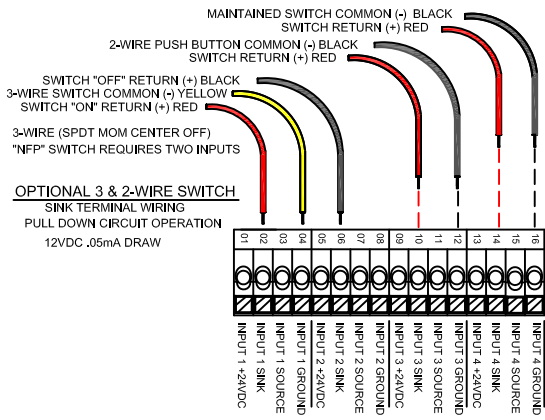 MAINTAINED SWITCH COMMON (-) BLACK
SWITCH RETURN (+) RED
2-WIRE PUSH BUTTON COMMON (-) BLACK
SWITCH RETURN (+) RED
SWITCH "OFF" RETURN (+) BLACK
3-WIRE SWITCH COMMON (-) YELLOW
SWITCH "ON" RETURN (+) RED
3-WIRE (SPDT MOM CENTER OFF)
"NFP" SWITCH REQUIRES TWO INPUTS
OPTIONAL 3 & 2-WIRE SWITCH
SINK TERMINAL WIRING
PULL DOWN CIRCUIT OPERATION
12VDC .05mA DRAW
01
02
03
04
05
06
07
08
09
10
11
12
13
14
15
16
INPUT 1 +24VDC
INPUT 1 SINK
INPUT 1 SOURCE
INPUT 1 GROUND
INPUT 2 +24VDC
INPUT 2 SINK
INPUT 2 SOURCE
INPUT 2 GROUND
INPUT 3 +24VDC
INPUT 3 SINK
INPUT 3 SOURCE
INPUT 3 GROUND
INPUT 4 +24VDC
INPUT 4 SINK
INPUT 4 SOURCE
INPUT 4 GROUND